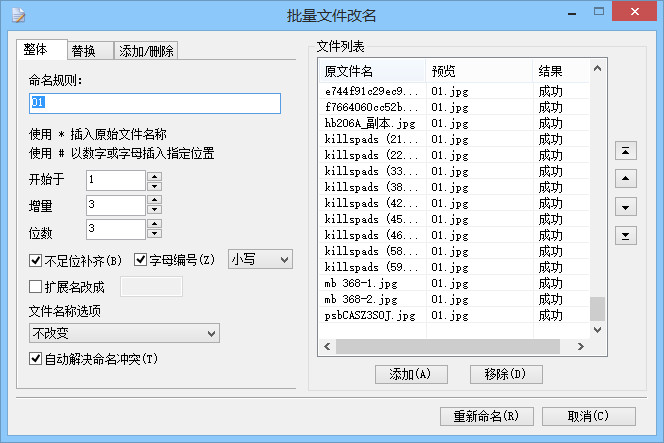 批量文件改名
整体 替换 添加/删除
命名规则:
01
使用 * 插入原始文件名称
使用 # 以数字或字母插入指定位置
开始于 1
增量 3
位数 3
不足位补齐(B) 字母编号(Z) 小写
扩展名改成
文件名称选项
不改变
自动解决命名冲突(T)
文件列表
原文件名 预览 结果
e744f91c29ec9... 01.jpg 成功
f7664060cc52b... 01.jpg 成功
hb206A_副本.jpg 01.jpg 成功
killspads (21... 01.jpg 成功
killspads (22... 01.jpg 成功
killspads (33... 01.jpg 成功
killspads (38... 01.jpg 成功
killspads (42... 01.jpg 成功
killspads (45... 01.jpg 成功
killspads (46... 01.jpg 成功
killspads (58... 01.jpg 成功
killspads (59... 01.jpg 成功
mb 368-1.jpg 01.jpg 成功
mb 368-2.jpg 01.jpg 成功
psbCASZ3S0J.jpg 01.jpg 成功
添加(A) 移除(D)
重新命名(R) 取消(C)